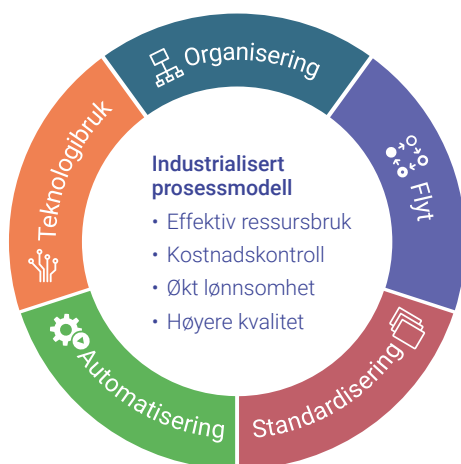 Organisering
Flyt
Standardisering
Automatisering
Teknologibruk
Industrialisert
prosessmodell
• Effektiv ressursbruk
• Kostnadskontroll
• Økt lønnsomhet
• Høyere kvalitet